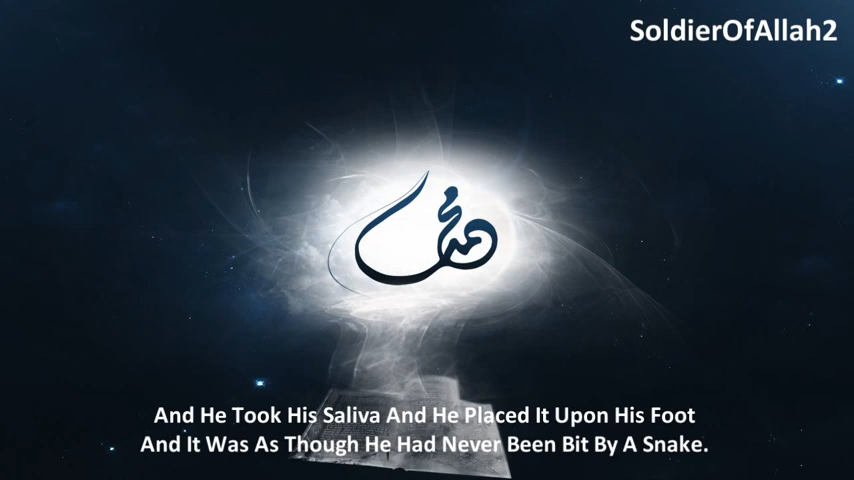 SoldierOfAllah2
محمد
And He Took His Saliva And He Placed It Upon His Foot
And It Was As Though He Had Never Been Bit By A Snake.